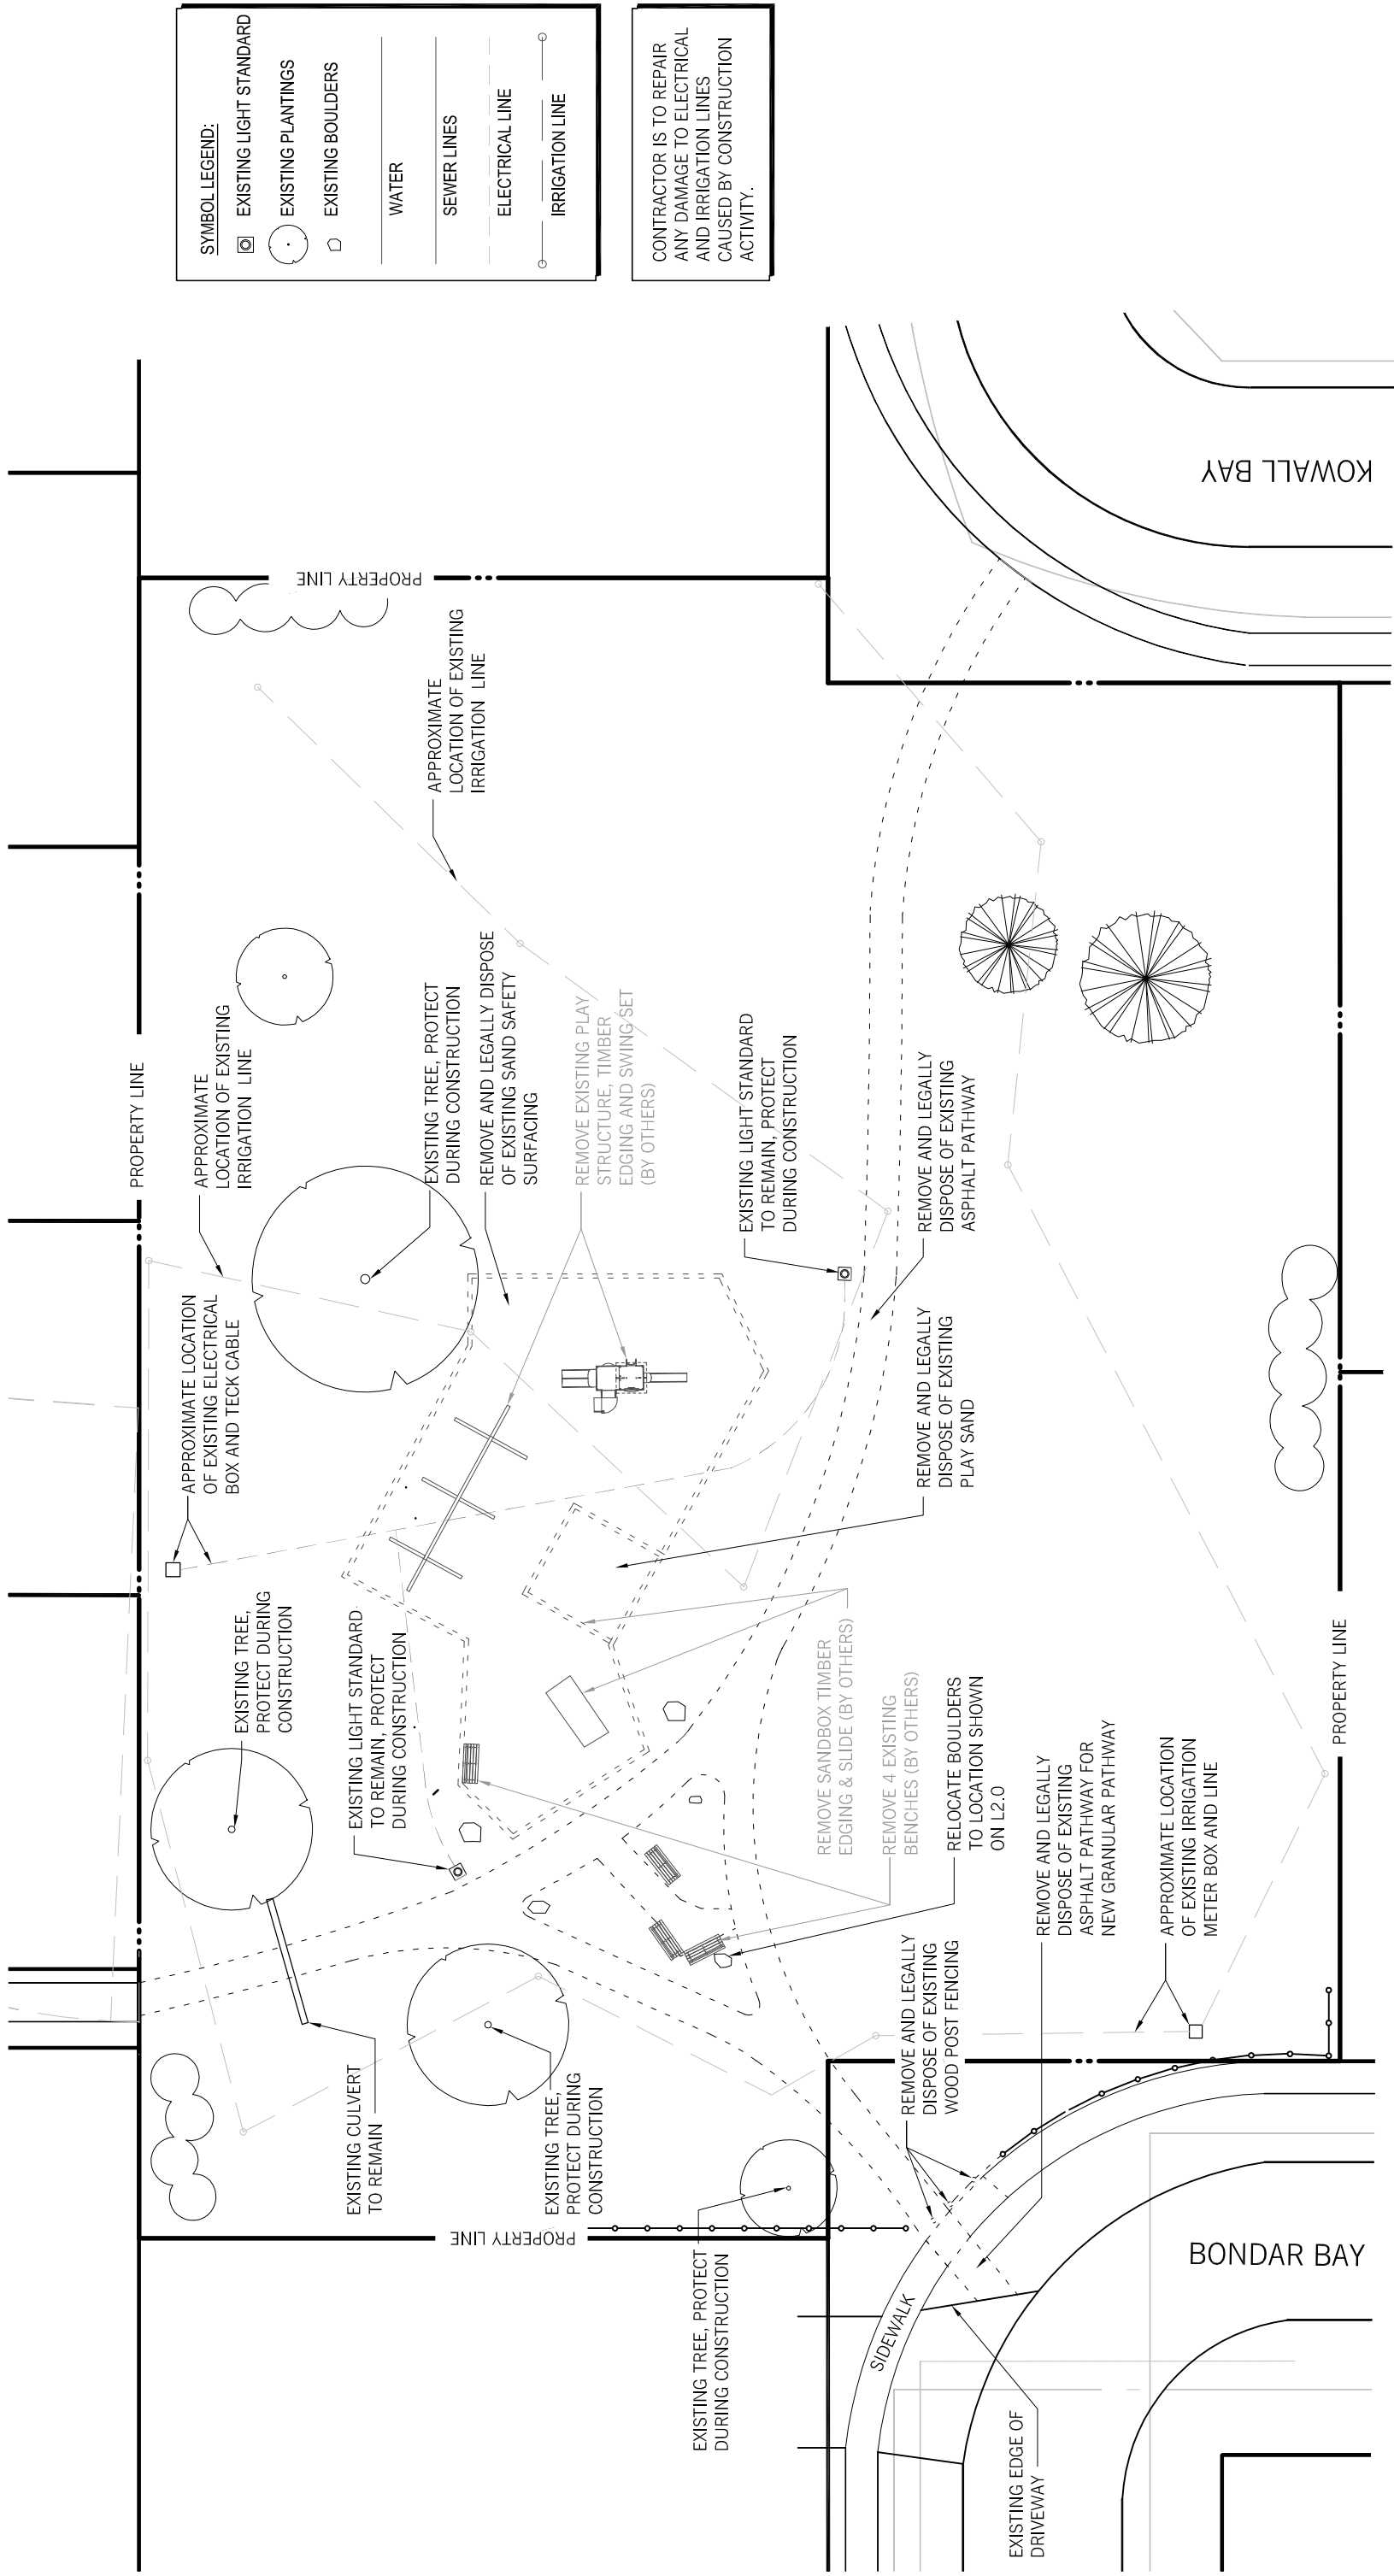 SYMBOL LEGEND:
EXISTING LIGHT STANDARD
EXISTING PLANTINGS
EXISTING BOULDERS
WATER
SEWER LINES
ELECTRICAL LINE
IRRIGATION LINE
CONTRACTOR IS TO REPAIR
ANY DAMAGE TO ELECTRICAL
AND IRRIGATION LINES
CAUSED BY CONSTRUCTION
ACTIVITY.
KOWALL BAY
PROPERTY LINE
APPROXIMATE
LOCATION OF EXISTING
IRRIGATION LINE
PROPERTY LINE
APPROXIMATE
LOCATION OF EXISTING
IRRIGATION LINE
EXISTING TREE, PROTECT
DURING CONSTRUCTION
REMOVE AND LEGALLY DISPOSE
OF EXISTING SAND SAFETY
SURFACING
REMOVE EXISTING PLAY
STRUCTURE, TIMBER
EDGING AND SWING SET
(BY OTHERS)
EXISTING LIGHT STANDARD
TO REMAIN, PROTECT
DURING CONSTRUCTION
REMOVE AND LEGALLY
DISPOSE OF EXISTING
ASPHALT PATHWAY
APPROXIMATE LOCATION
OF EXISTING ELECTRICAL
BOX AND TECK CABLE
REMOVE AND LEGALLY
DISPOSE OF EXISTING
PLAY SAND
EXISTING TREE,
PROTECT DURING
CONSTRUCTION
EXISTING LIGHT STANDARD
TO REMAIN, PROTECT
DURING CONSTRUCTION
REMOVE SANDBOX TIMBER
EDGING & SLIDE (BY OTHERS)
REMOVE 4 EXISTING
BENCHES (BY OTHERS)
RELOCATE BOULDERS
TO LOCATION SHOWN
ON L2.0
REMOVE AND LEGALLY
DISPOSE OF EXISTING
ASPHALT PATHWAY FOR
NEW GRANULAR PATHWAY
APPROXIMATE LOCATION
OF EXISTING IRRIGATION
METER BOX AND LINE
PROPERTY LINE
REMOVE AND LEGALLY
DISPOSE OF EXISTING
WOOD POST FENCING
EXISTING CULVERT
TO REMAIN
EXISTING TREE,
PROTECT DURING
CONSTRUCTION
PROPERTY LINE
EXISTING TREE, PROTECT
DURING CONSTRUCTION
SIDEWALK
BONDAR BAY
EXISTING EDGE OF
DRIVEWAY